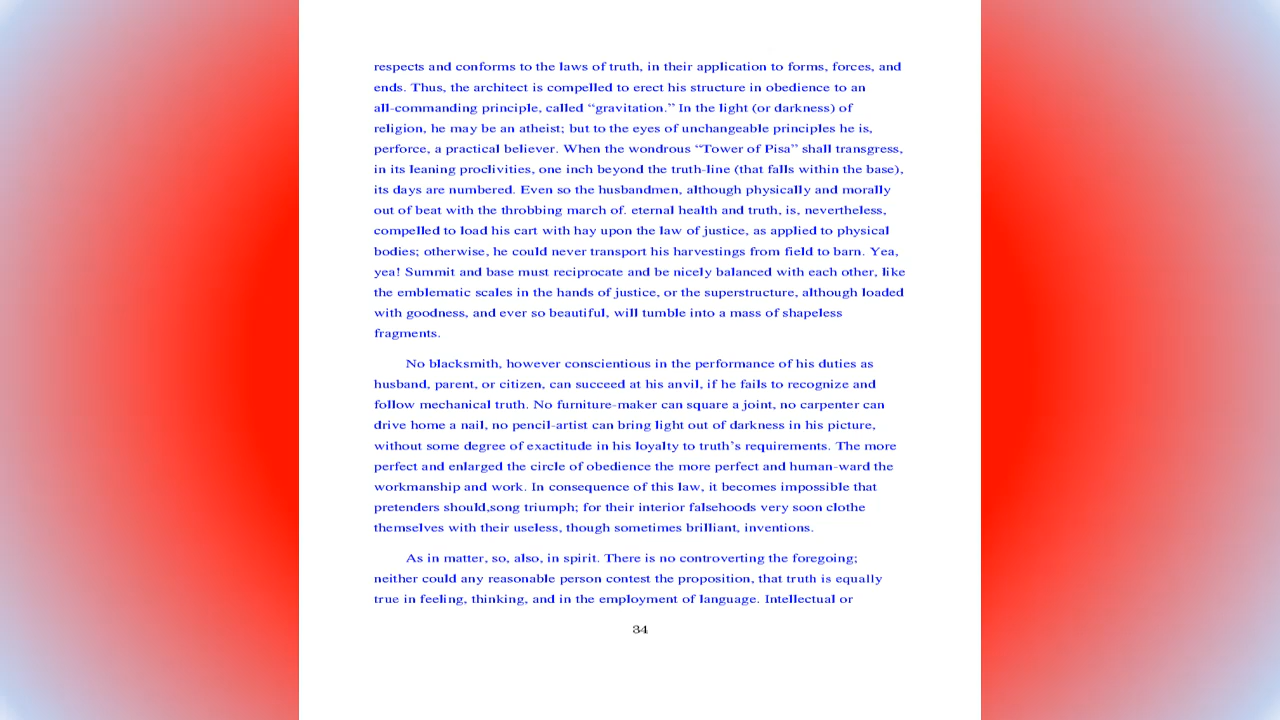 respects and conforms to the laws of truth, in their application to forms, forces, and
ends. Thus, the architect is compelled to erect his structure in obedience to an
all-commanding principle, called “gravitation.” In the light (or darkness) of
religion, he may be an atheist; but to the eyes of unchangeable principles he is,
perforce, a practical believer. When the wondrous “Tower of Pisa” shall transgress,
in its leaning proclivities, one inch beyond the truth-line (that falls within the base),
its days are numbered. Even so the husbandmen, although physically and morally
out of beat with the throbbing march of. eternal health and truth, is, nevertheless,
compelled to load his cart with hay upon the law of justice, as applied to physical
bodies; otherwise, he could never transport his harvestings from field to barn. Yea,
yea! Summit and base must reciprocate and be nicely balanced with each other, like
the emblematic scales in the hands of justice, or the superstructure, although loaded
with goodness, and ever so beautiful, will tumble into a mass of shapeless
fragments.
No blacksmith, however conscientious in the performance of his duties as
husband, parent, or citizen, can succeed at his anvil, if he fails to recognize and
follow mechanical truth. No furniture-maker can square a joint, no carpenter can
drive home a nail, no pencil-artist can bring light out of darkness in his picture,
without some degree of exactitude in his loyalty to truth’s requirements. The more
perfect and enlarged the circle of obedience the more perfect and human-ward the
workmanship and work. In consequence of this law, it becomes impossible that
pretenders should,song triumph; for their interior falsehoods very soon clothe
themselves with their useless, though sometimes brilliant, inventions.
As in matter, so, also, in spirit. There is no controverting the foregoing;
neither could any reasonable person contest the proposition, that truth is equally
true in feeling, thinking, and in the employment of language. Intellectual or
34